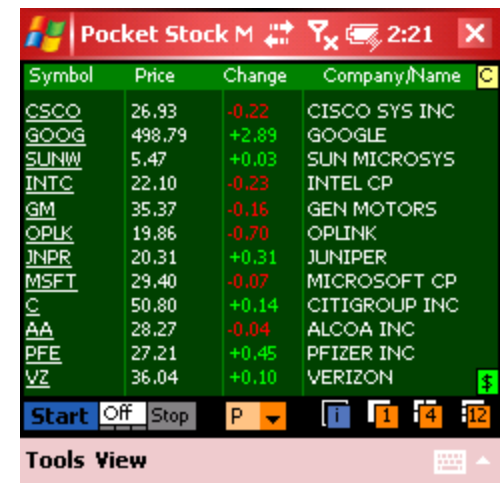 Pocket Stock M 2:21
Symbol Price Change Company/Name C
CSCO 26.93 -0.22 CISCO SYS INC
GOOG 498.79 +2.89 GOOGLE
SUNW 5.47 +0.03 SUN MICROSYS
INTC 22.10 -0.23 INTEL CP
GM 35.37 -0.16 GEN MOTORS
OPLK 19.86 -0.70 OPLINK
JNPR 20.31 +0.31 JUNIPER
MSFT 29.40 -0.07 MICROSOFT CP
C 50.80 +0.14 CITIGROUP INC
AA 28.27 -0.04 ALCOA INC
PFE 27.21 +0.45 PFIZER INC
VZ 36.04 +0.10 VERIZON $
Start Off Stop P i 1 4 12
Tools View